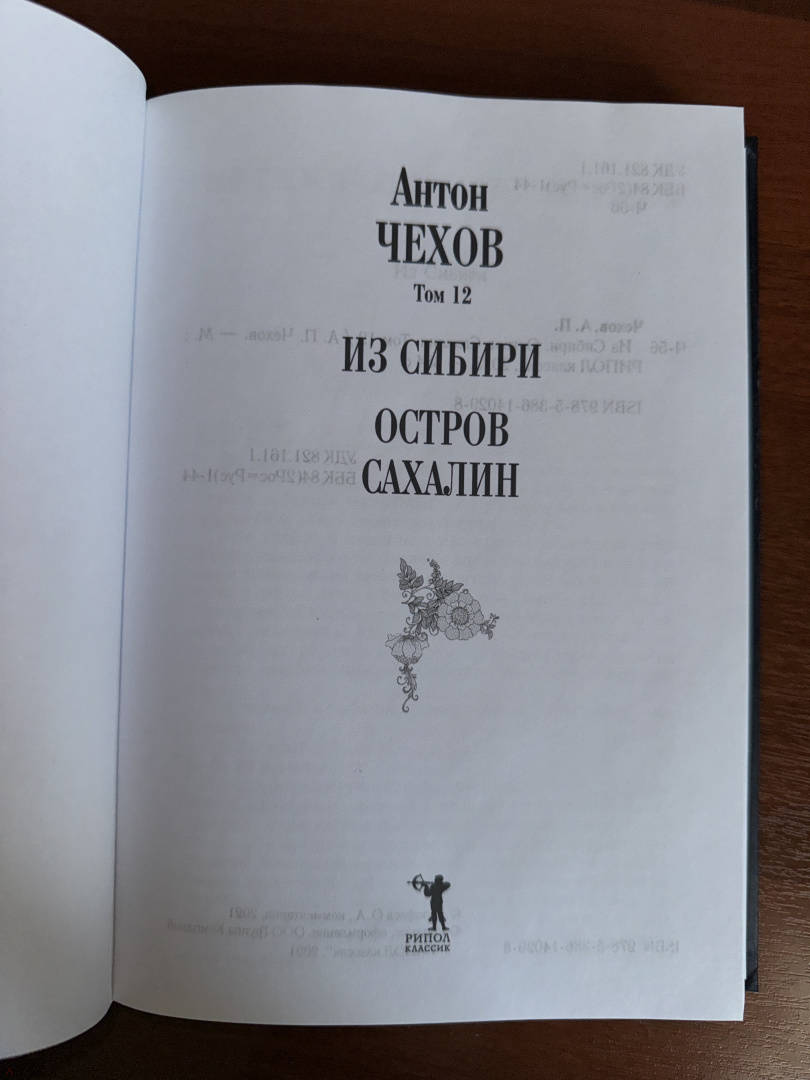 Антон
ЧЕХОВ
Том 12
ИЗ СИБИРИ
ОСТРОВ
САХАЛИН
РИПОЛ
КЛАССИК